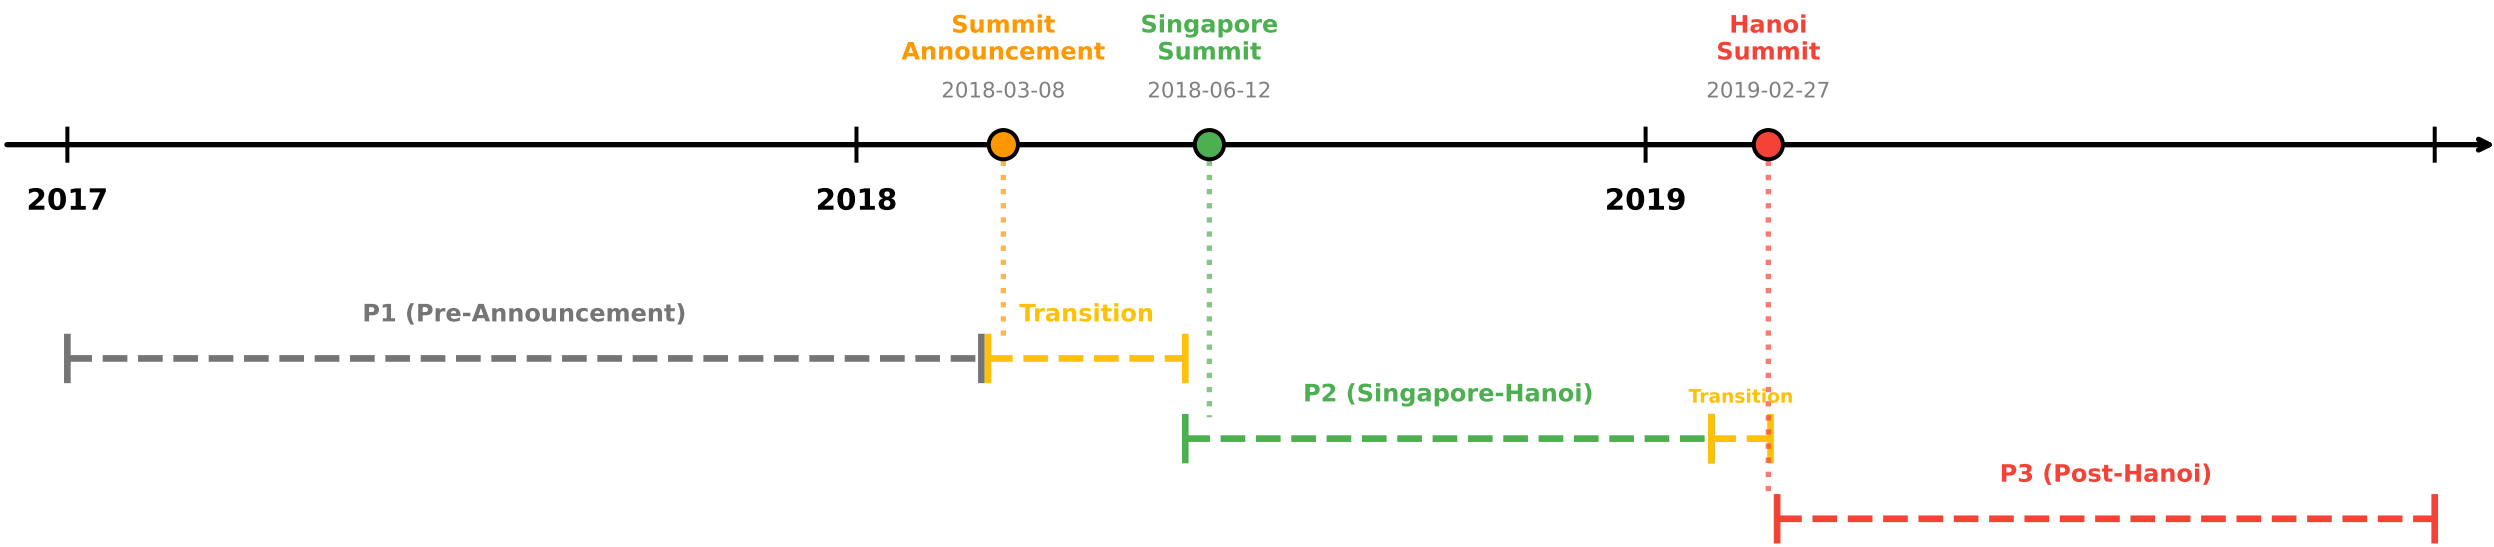 Summit
Announcement
2018-03-08
Singapore
Summit
2018-06-12
Hanoi
Summit
2019-02-27
2017
2018
2019
P1 (Pre-Announcement)
Transition
P2 (Singapore-Hanoi)
Transition
P3 (Post-Hanoi)